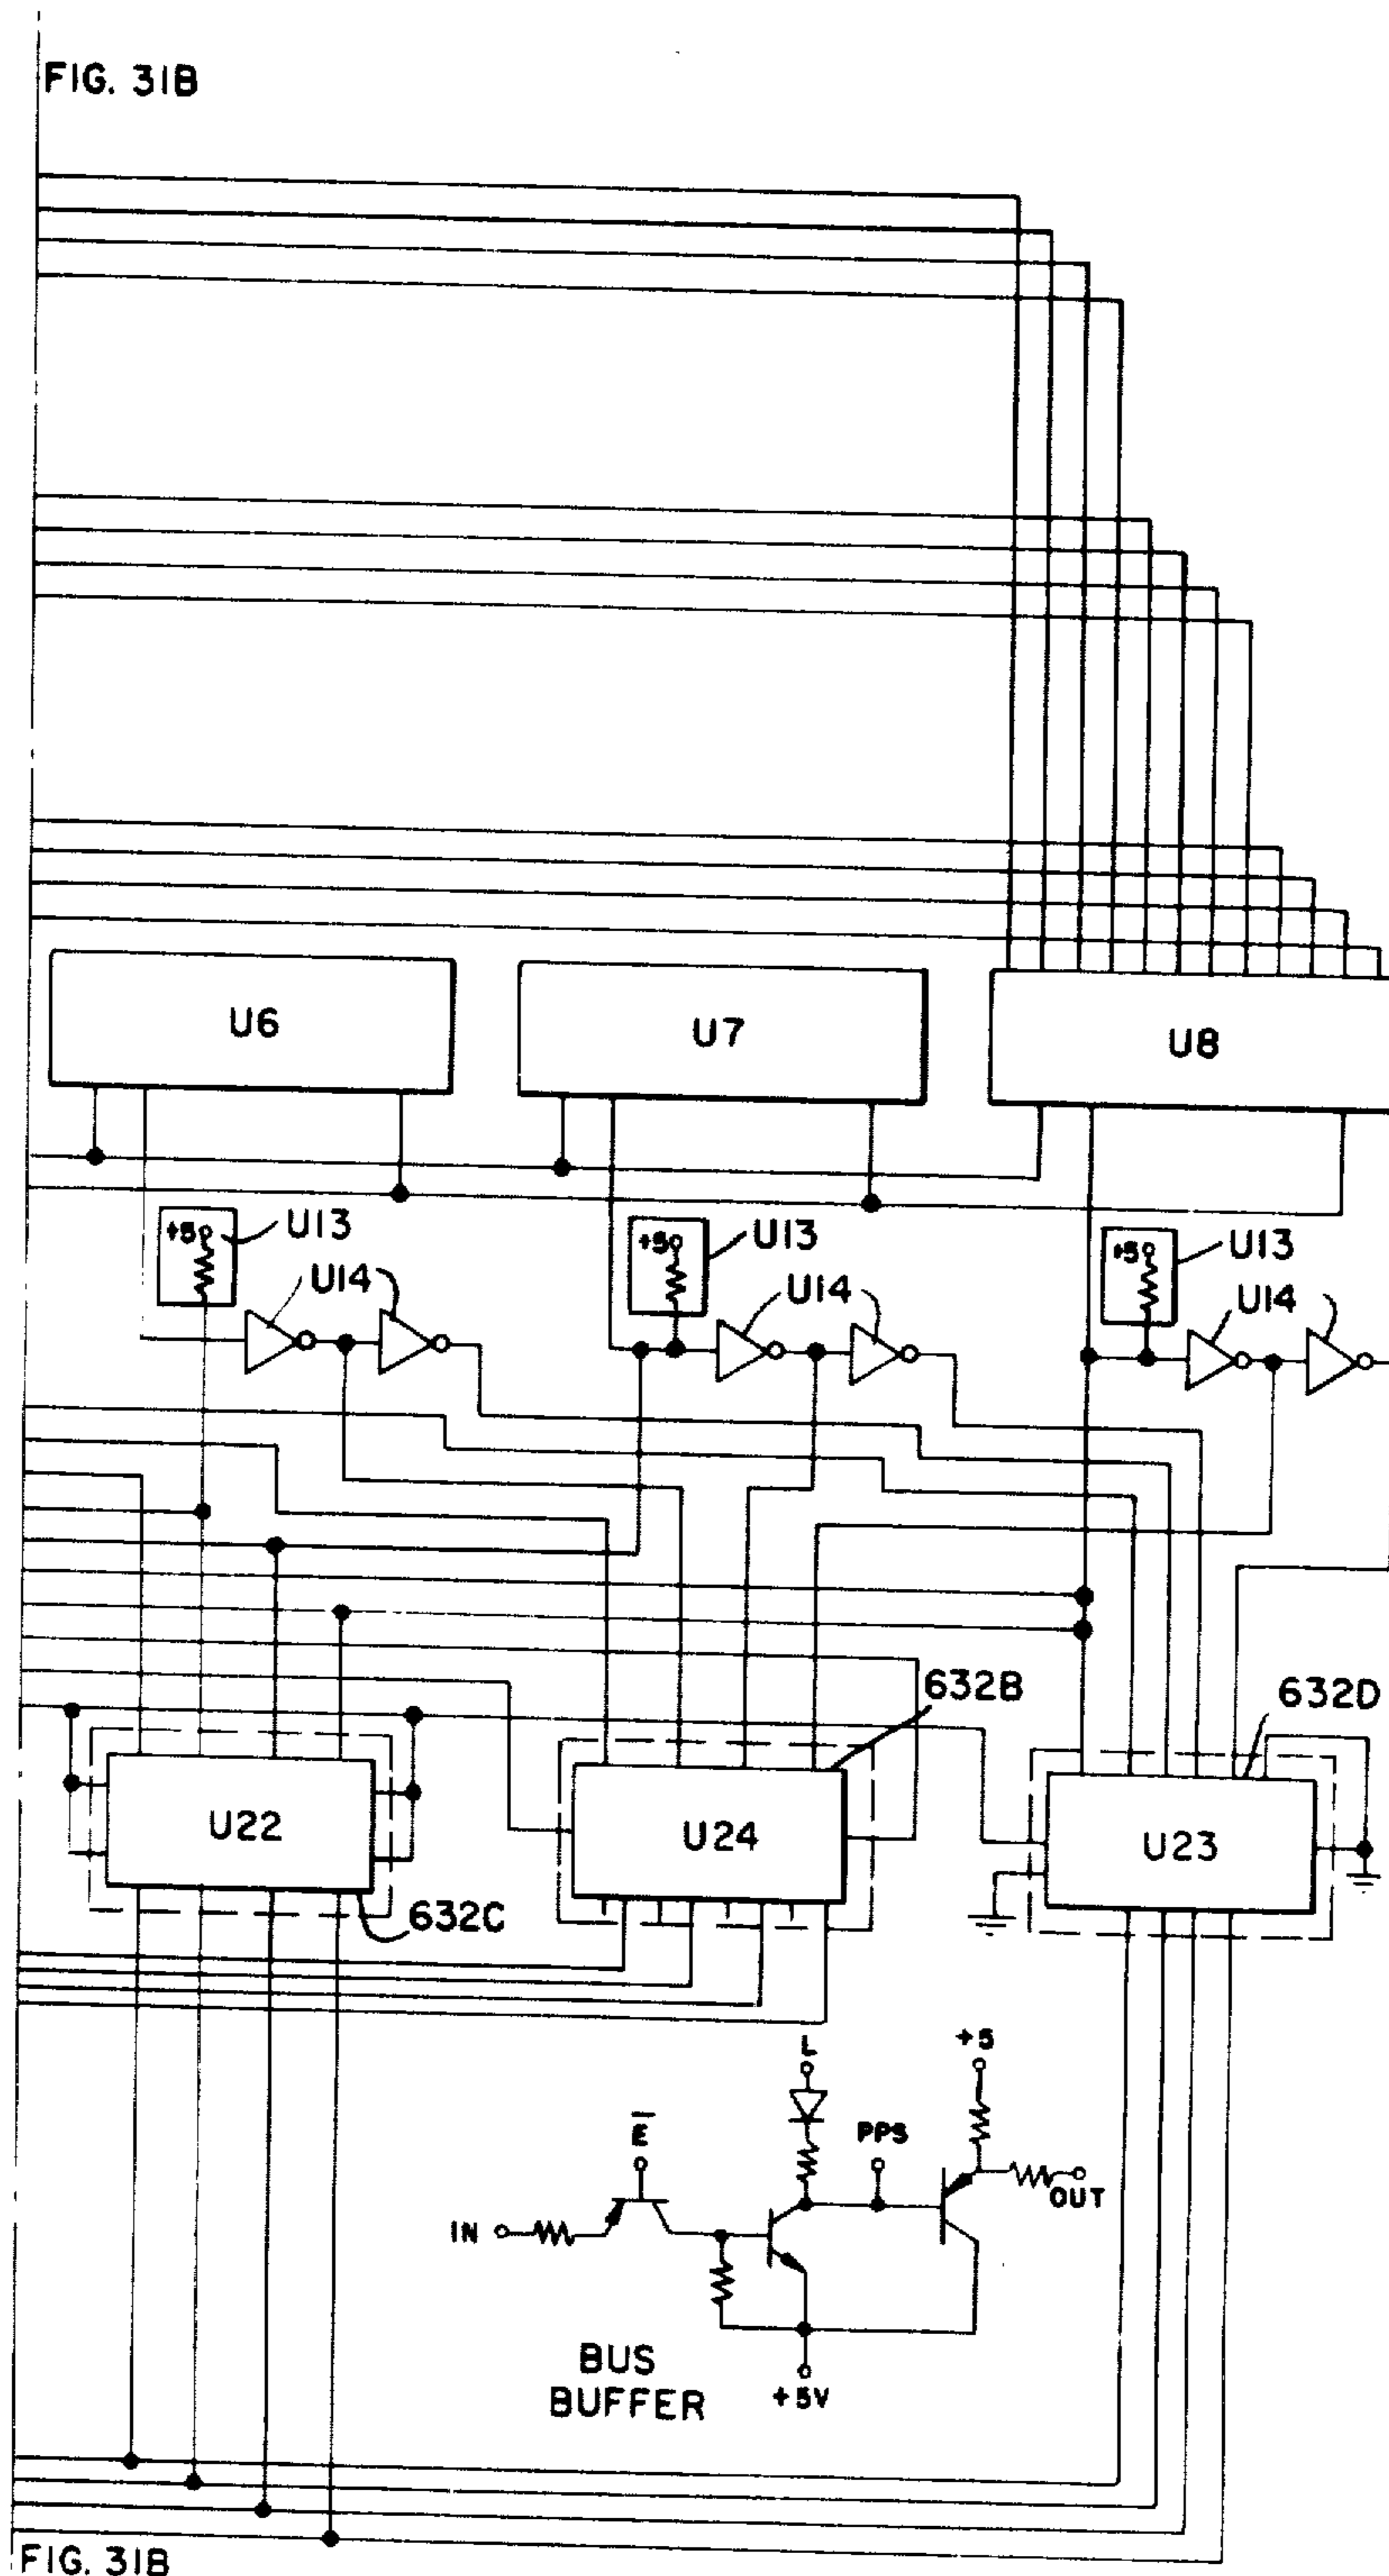 FIG. 31B
U6
U7
U8
+5
U13
+5
U13
+5
U13
U14
U14
U14
632B
632D
U22
U24
U23
632C
L
+5
E̅
PPS
OUT
IN
BUS
BUFFER
+5V
FIG. 31B